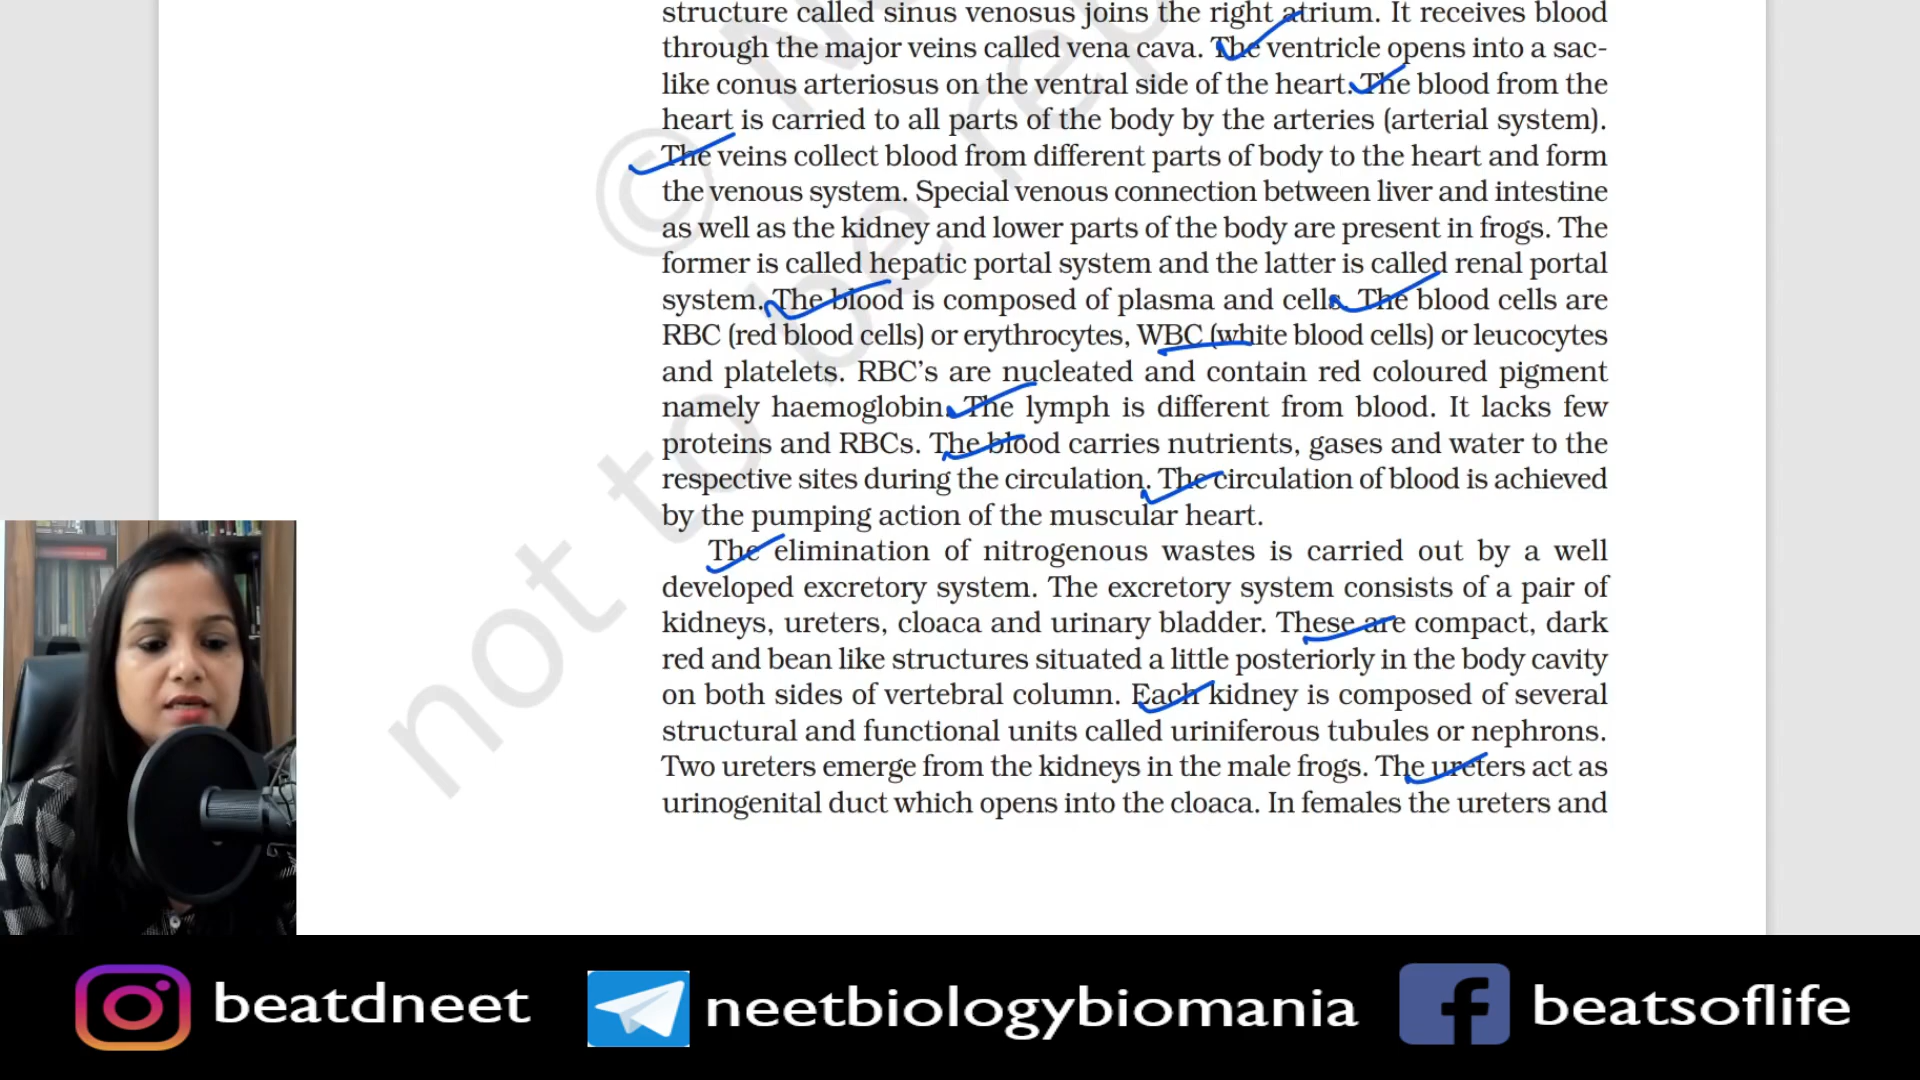 structure called sinus venosus joins the right atrium. It receives blood
through the major veins called vena cava. The ventricle opens into a sac-
like conus arteriosus on the ventral side of the heart. The blood from the
heart is carried to all parts of the body by the arteries (arterial system).
The veins collect blood from different parts of body to the heart and form
the venous system. Special venous connection between liver and intestine
as well as the kidney and lower parts of the body are present in frogs. The
former is called hepatic portal system and the latter is called renal portal
system. The blood is composed of plasma and cells. The blood cells are
RBC (red blood cells) or erythrocytes, WBC (white blood cells) or leucocytes
and platelets. RBC's are nucleated and contain red coloured pigment
namely haemoglobin. The lymph is different from blood. It lacks few
proteins and RBCs. The blood carries nutrients, gases and water to the
respective sites during the circulation. The circulation of blood is achieved
by the pumping action of the muscular heart.
The elimination of nitrogenous wastes is carried out by a well
developed excretory system. The excretory system consists of a pair of
kidneys, ureters, cloaca and urinary bladder. These are compact, dark
red and bean like structures situated a little posteriorly in the body cavity
on both sides of vertebral column. Each kidney is composed of several
structural and functional units called uriniferous tubules or nephrons.
Two ureters emerge from the kidneys in the male frogs. The ureters act as
urinogenital duct which opens into the cloaca. In females the ureters and
©
not to be
beatdneet
neetbiologybiomania
beatsoflife